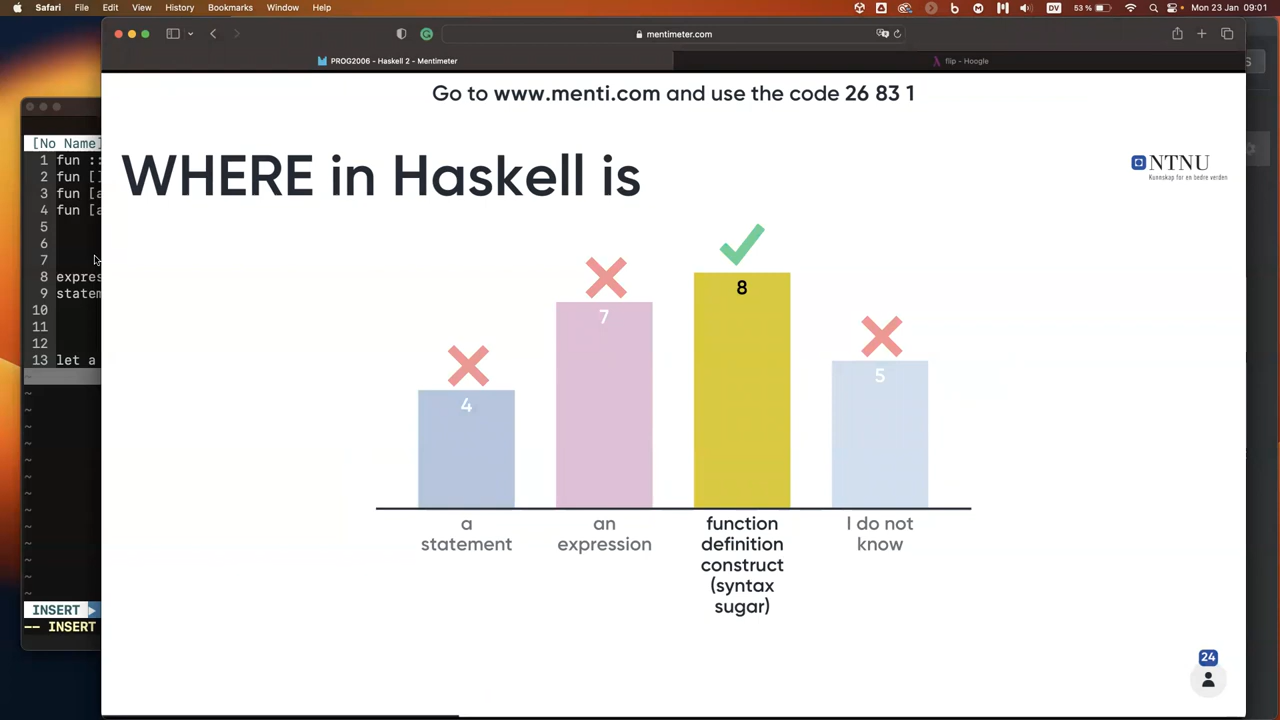 Safari File Edit View History Bookmarks Window Help 53 % DV Mon 23 Jan 09:01
mentimeter.com
PROG2006 - Haskell 2 - Mentimeter
flip - Hoogle
Go to www.menti.com and use the code 26 83 1
WHERE in Haskell is
NTNU
Kunnskap for en bedre verden
4
7
8
5
a
statement
an
expression
function
definition
construct
(syntax
sugar)
I do not
know
24
[No Name]
1 fun ::
2 fun []
3 fun [a
4 fun [a
5
6
7
8 expres
9 statem
10
11
12
13 let a
~
~
~
~
~
~
~
~
~
~
~
~
~
INSERT
-- INSERT
S